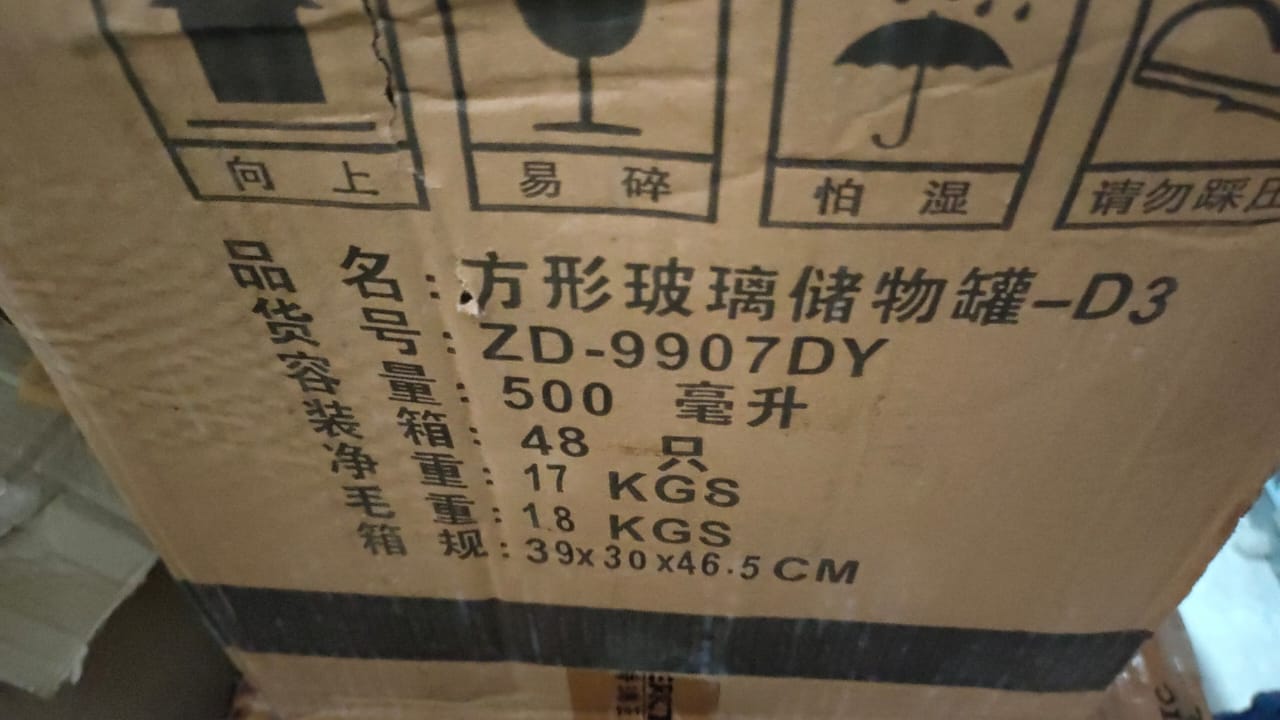 向 上
易 碎
怕 湿
请勿踩压
品 名:方形玻璃储物罐-D3
货 号:ZD-9907DY
容 量:500 毫升
装 箱:48 只
净 重:17 KGS
毛 重:18 KGS
箱 规:39x30x46.5CM